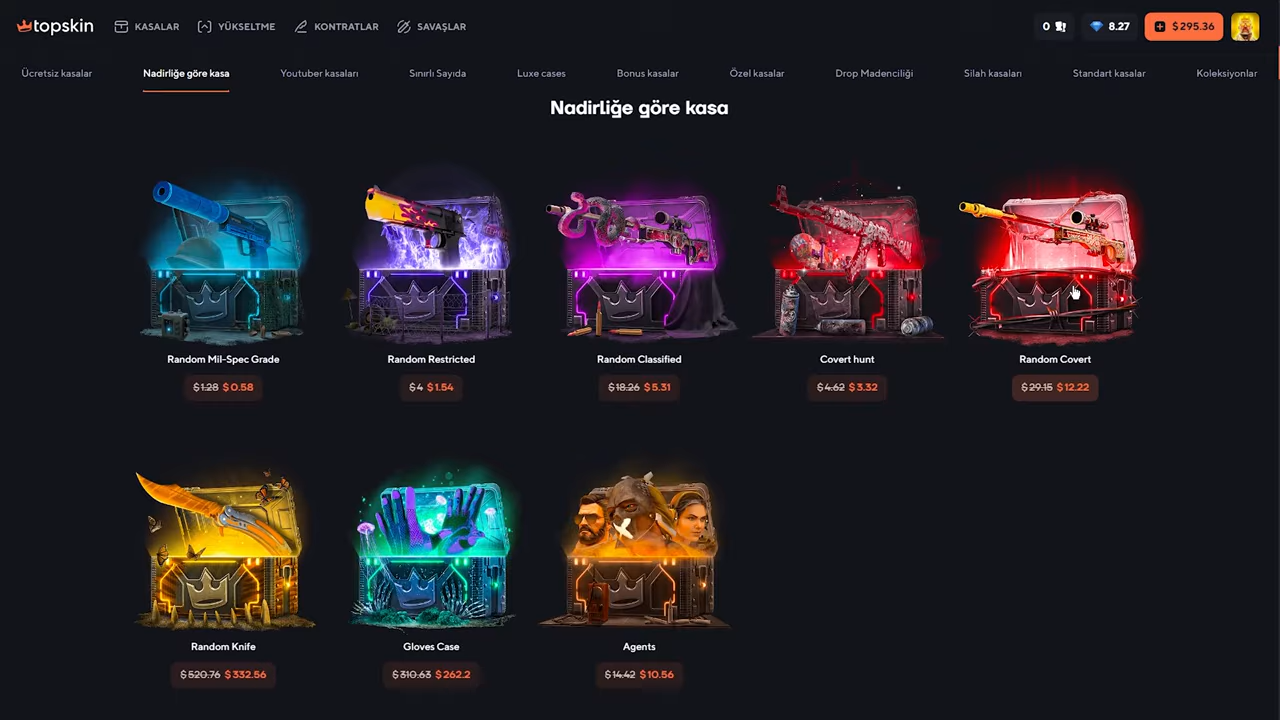 topskin KASALAR YÜKSELTME KONTRATLAR SAVAŞLAR 0 8.27 $295.36
Ücretsiz kasalar Nadirliğe göre kasa Youtuber kasaları Sınırlı Sayıda Luxe cases Bonus kasalar Özel kasalar Drop Madenciliği Silah kasaları Standart kasalar Koleksiyonlar
Nadirliğe göre kasa
Random Mil-Spec Grade Random Restricted Random Classified Covert hunt Random Covert
$1.28 $0.58 $4 $1.54 $18.26 $5.31 $4.62 $3.32 $29.15 $12.22
Random Knife Gloves Case Agents
$520.76 $332.56 $310.63 $262.2 $14.42 $10.56